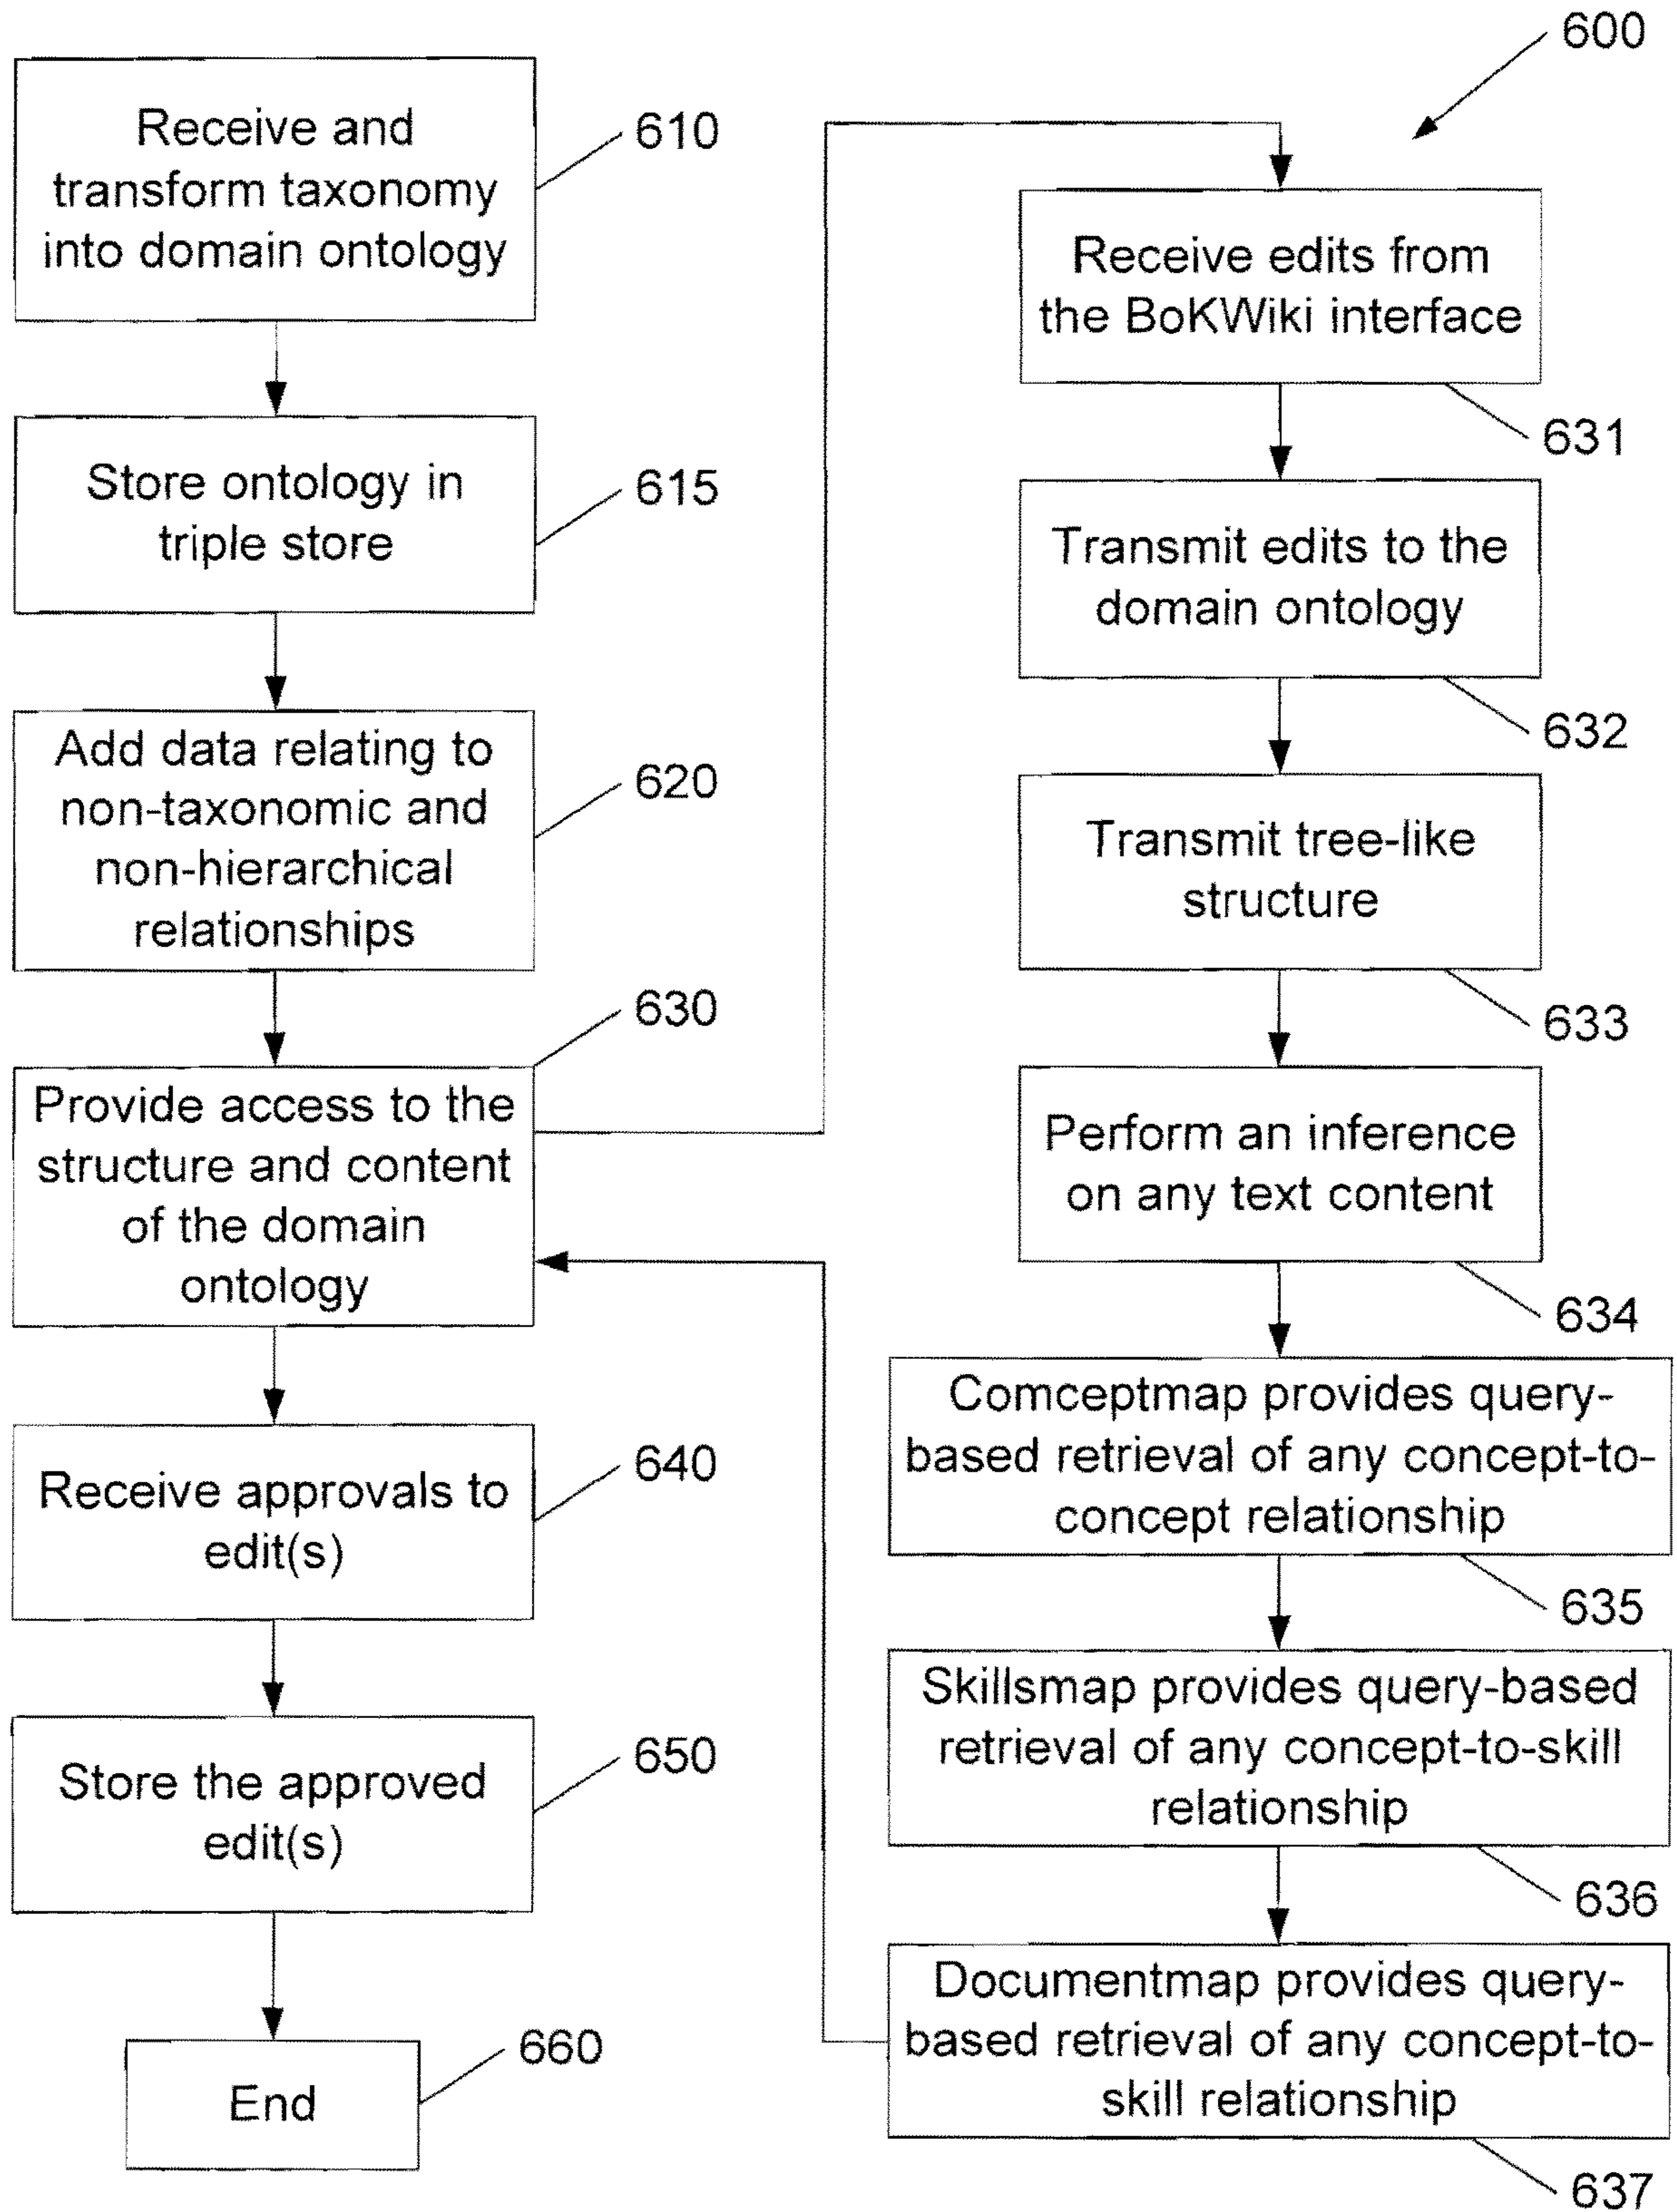 600
Receive and
transform taxonomy
into domain ontology
610
Store ontology in
triple store
615
Add data relating to
non-taxonomic and
non-hierarchical
relationships
620
630
Provide access to the
structure and content
of the domain
ontology
Receive approvals to
edit(s)
640
Store the approved
edit(s)
650
End
660
Receive edits from
the BoKWiki interface
631
Transmit edits to the
domain ontology
632
Transmit tree-like
structure
633
Perform an inference
on any text content
634
Comceptmap provides query-
based retrieval of any concept-to-
concept relationship
635
Skillsmap provides query-based
retrieval of any concept-to-skill
relationship
636
Documentmap provides query-
based retrieval of any concept-to-
skill relationship
637